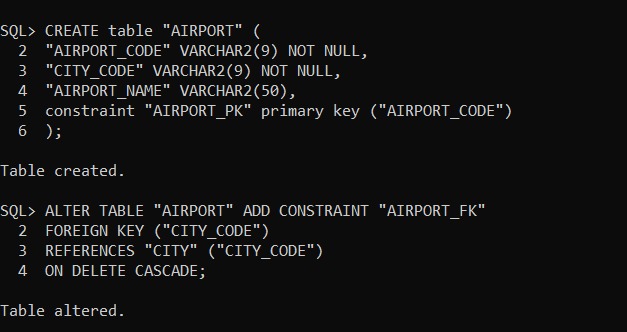 SQL> CREATE table "AIRPORT" (
  2  "AIRPORT_CODE" VARCHAR2(9) NOT NULL,
  3  "CITY_CODE" VARCHAR2(9) NOT NULL,
  4  "AIRPORT_NAME" VARCHAR2(50),
  5  constraint "AIRPORT_PK" primary key ("AIRPORT_CODE")
  6  );
Table created.
SQL> ALTER TABLE "AIRPORT" ADD CONSTRAINT "AIRPORT_FK"
  2  FOREIGN KEY ("CITY_CODE")
  3  REFERENCES "CITY" ("CITY_CODE")
  4  ON DELETE CASCADE;
Table altered.